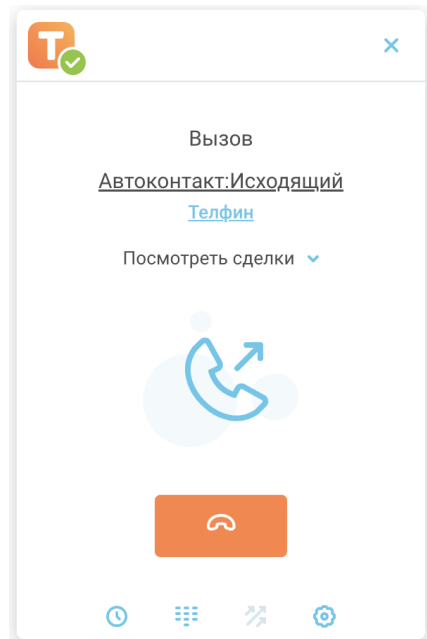 T
Вызов
Автоконтакт:Исходящий
Телфин
Посмотреть сделки